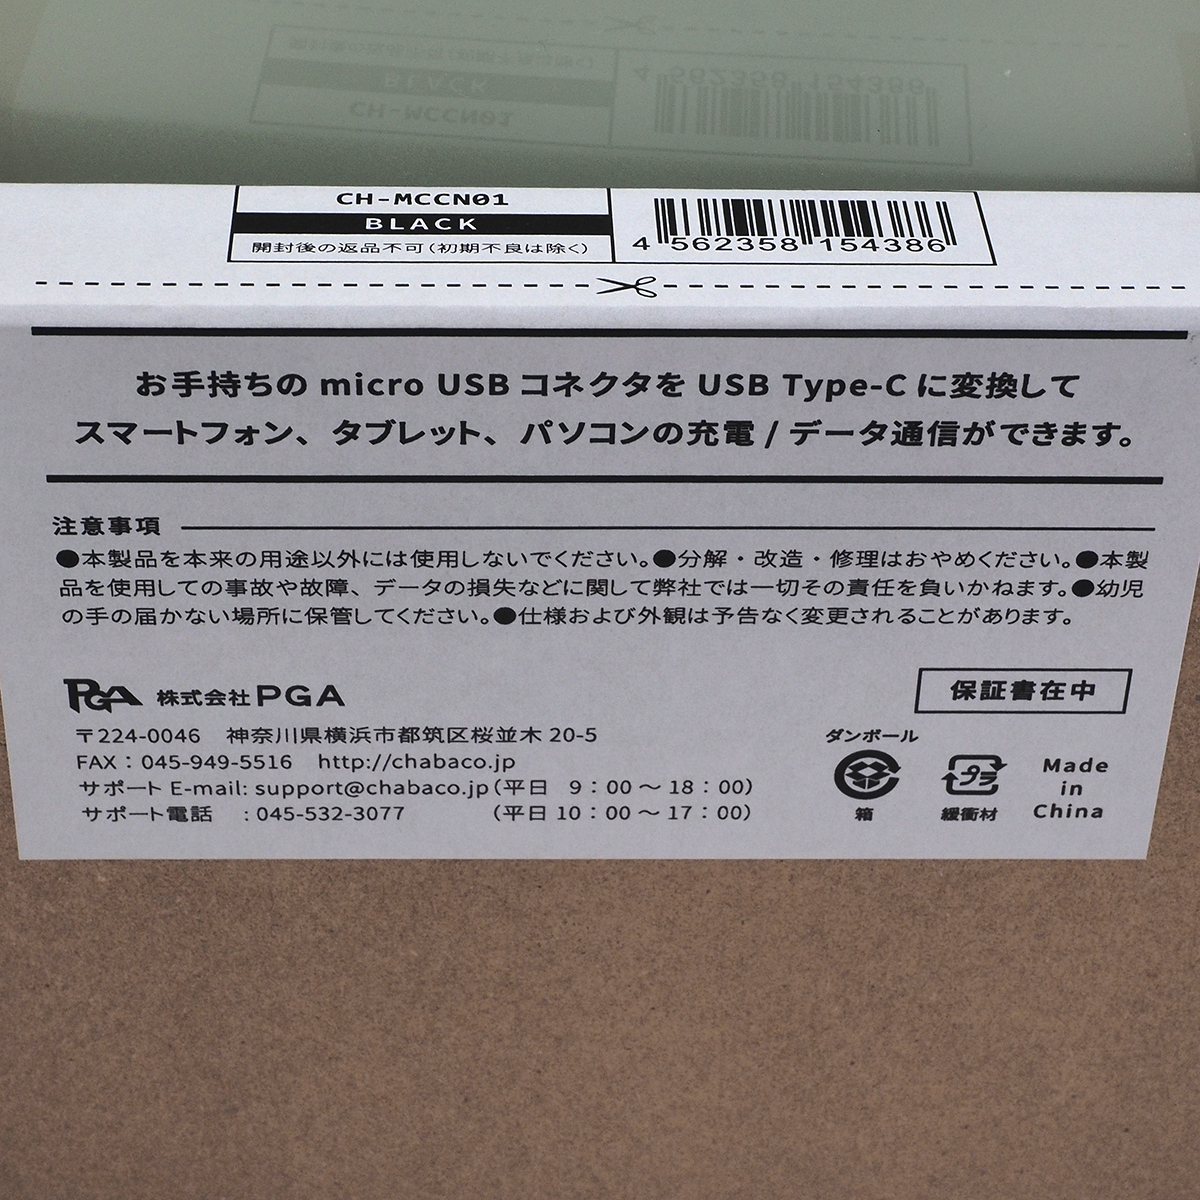 CH-MCCN01
BLACK
開封後の返品不可(初期不良は除く)
4 562358 154386
お手持ちの micro USB コネクタを USB Type-C に変換して
スマートフォン、タブレット、パソコンの充電 / データ通信ができます。
注意事項
●本製品を本来の用途以外には使用しないでください。●分解・改造・修理はおやめください。●本製
品を使用しての事故や故障、データの損失などに関して弊社では一切その責任を負いかねます。●幼児
の手の届かない場所に保管してください。●仕様および外観は予告なく変更されることがあります。
PGA 株式会社PGA
保証書在中
〒224-0046 神奈川県横浜市都筑区桜並木 20-5
FAX：045-949-5516 http://chabaco.jp
サポート E-mail: support@chabaco.jp(平日 9：00 〜 18：00)
サポート電話 : 045-532-3077 (平日 10：00 〜 17：00)
ダンボール
箱
プラ
緩衝材
Made
in
China